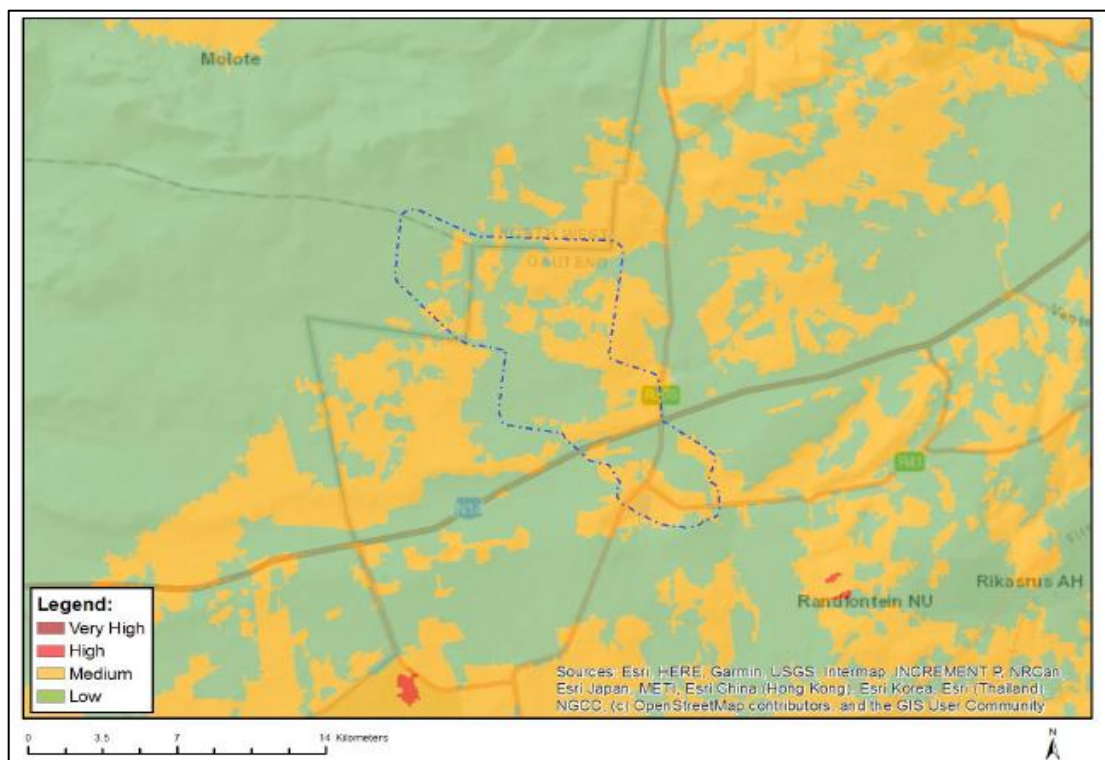 Molote
NORTH WEST
GAUTENG
R41
N14
Rikasrus AH
Randfontein NU
Legend:
Very High
High
Medium
Low
Sources: Esri, HERE, Garmin, USGS, Intermap, INCREMENT P, NRCan,
Esri Japan, METI, Esri China (Hong Kong), Esri Korea, Esri (Thailand),
NGCC, (c) OpenStreetMap contributors, and the GIS User Community
0 3.5 7 14 Kilometers
N